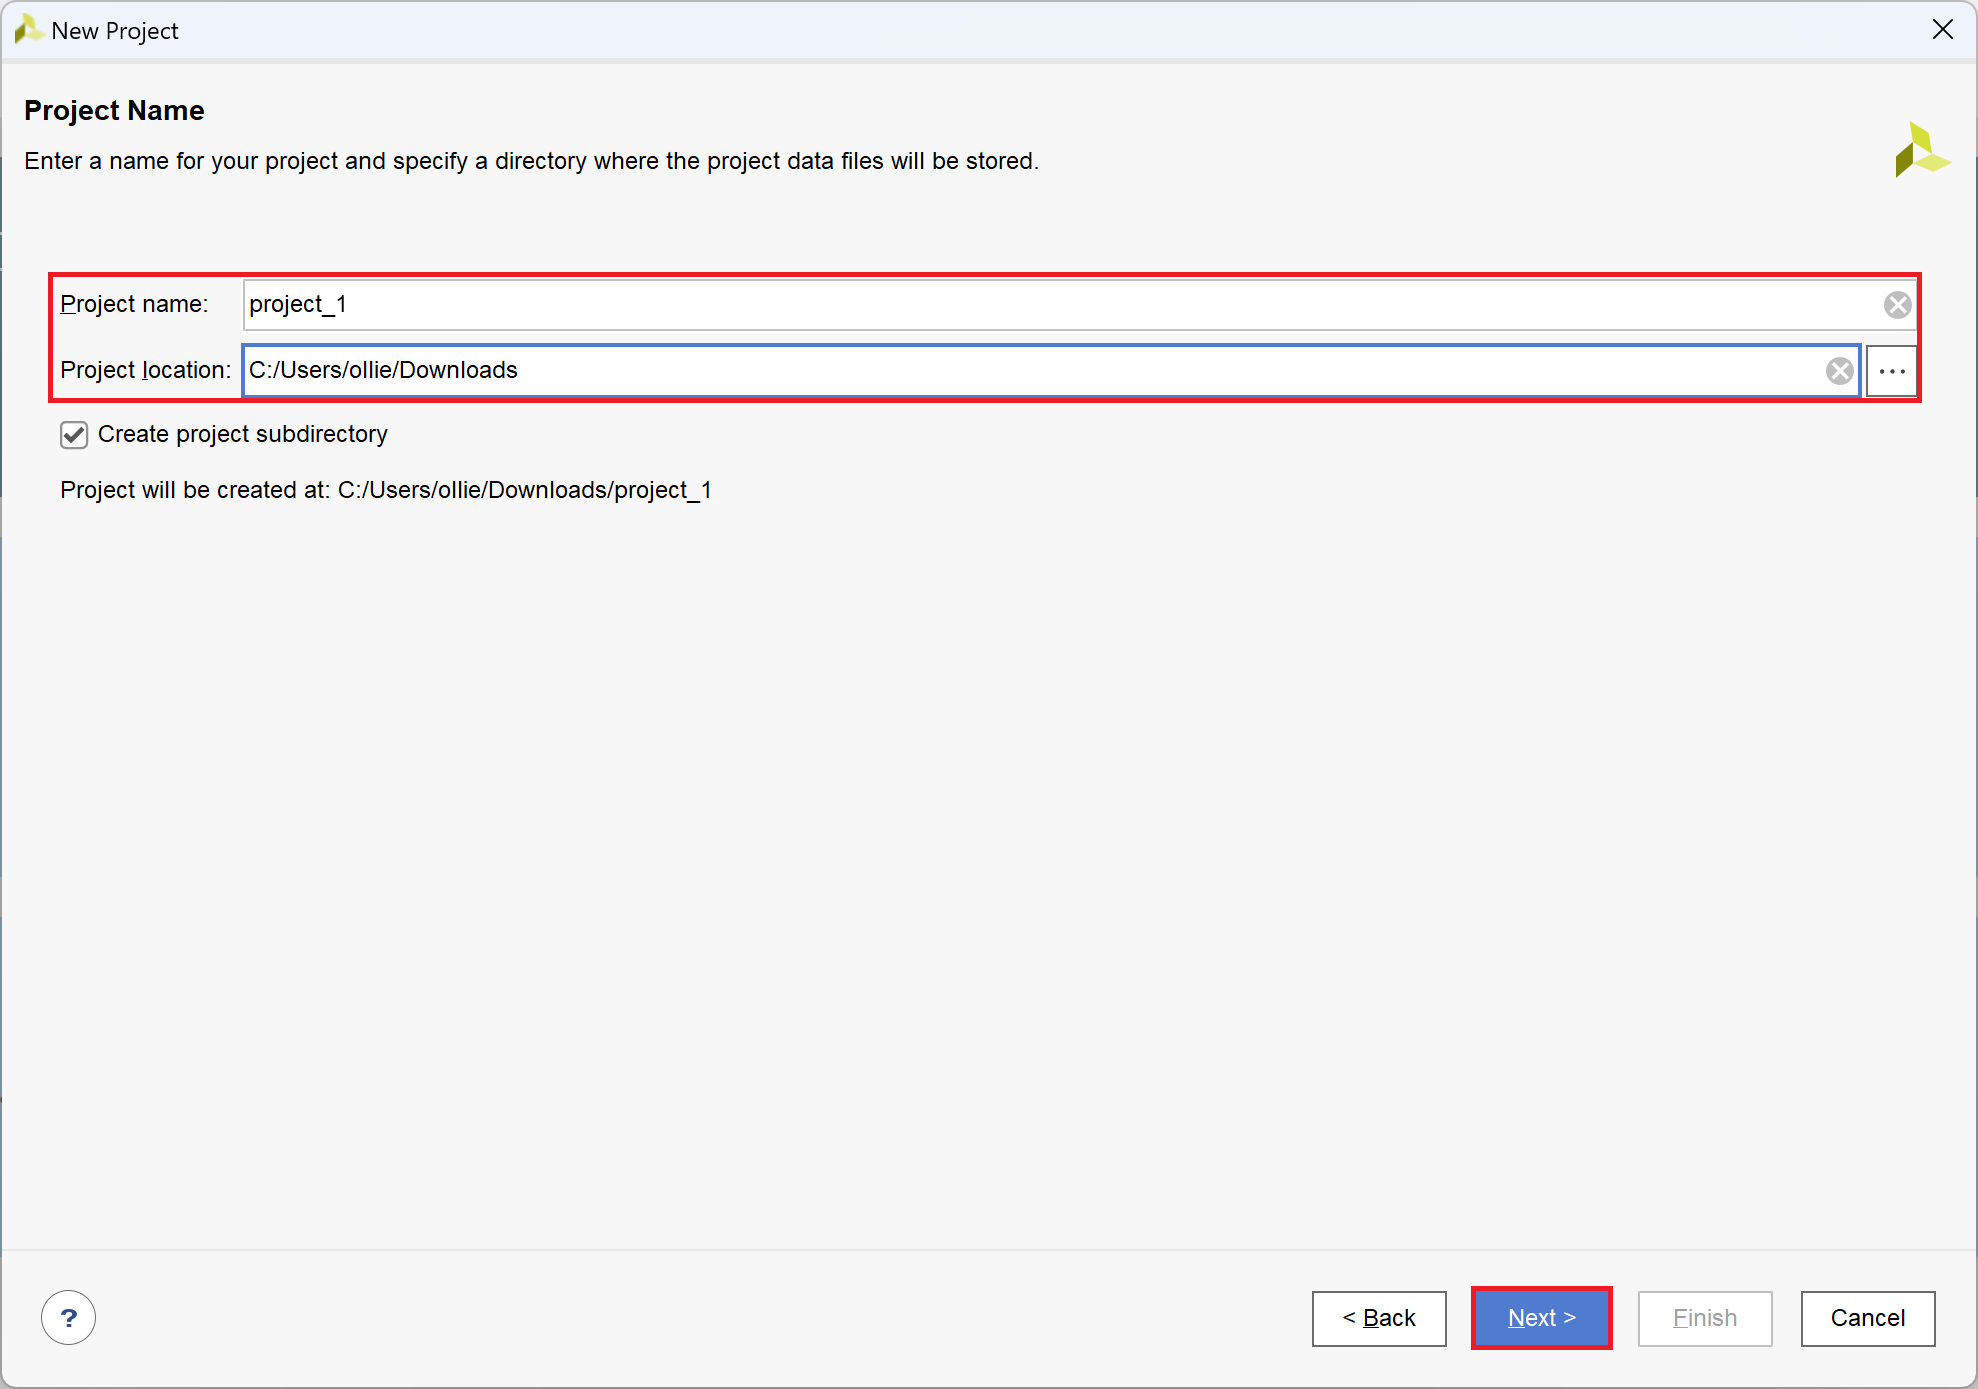 New Project
Project Name
Enter a name for your project and specify a directory where the project data files will be stored.
Project name: project_1
Project location: C:/Users/ollie/Downloads ...
Create project subdirectory
Project will be created at: C:/Users/ollie/Downloads/project_1
? < Back Next > Finish Cancel